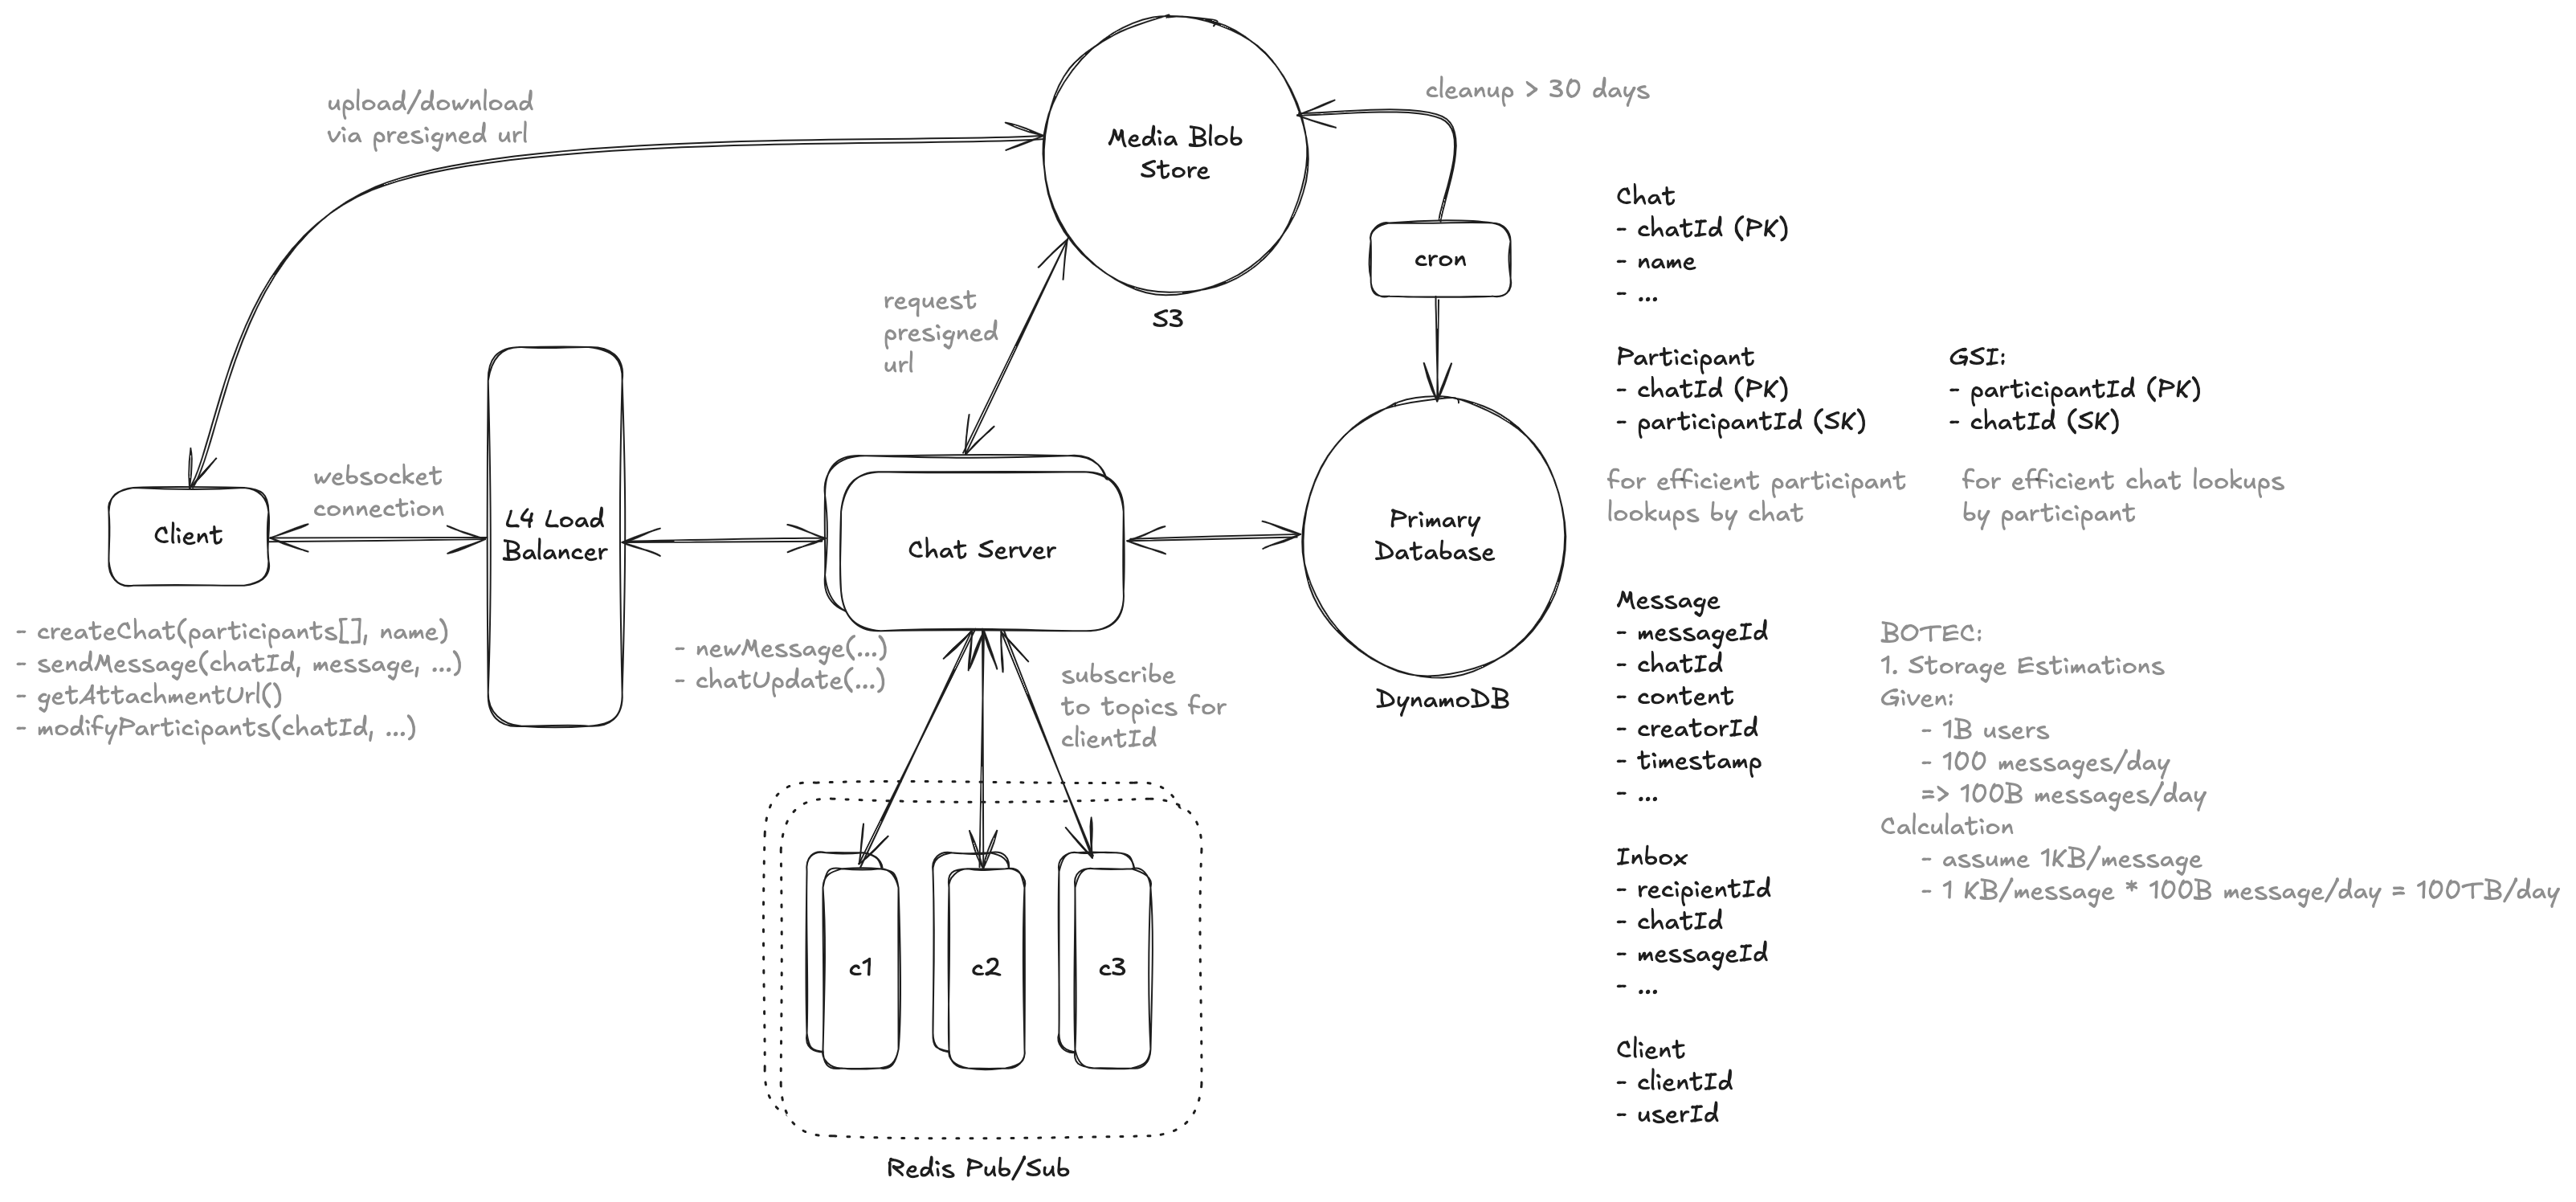 upload/download
via presigned url
Media Blob
Store
S3
cleanup > 30 days
cron
request
presigned
url
websocket
connection
Client
- createChat(participants[], name)
- sendMessage(chatId, message, ...)
- getAttachmentUrl()
- modifyParticipants(chatId, ...)
L4 Load
Balancer
- newMessage(...)
- chatUpdate(...)
Chat Server
subscribe
to topics for
clientId
c1
c2
c3
Redis Pub/Sub
Primary
Database
DynamoDB
Chat
- chatId (PK)
- name
- ...
Participant
- chatId (PK)
- participantId (SK)
for efficient participant
lookups by chat
GSI:
- participantId (PK)
- chatId (SK)
for efficient chat lookups
by participant
Message
- messageId
- chatId
- content
- creatorId
- timestamp
- ...
Inbox
- recipientId
- chatId
- messageId
- ...
Client
- clientId
- userId
BOTEC:
1. Storage Estimations
Given:
- 1B users
- 100 messages/day
=> 100B messages/day
Calculation
- assume 1KB/message
- 1 KB/message * 100B message/day = 100TB/day